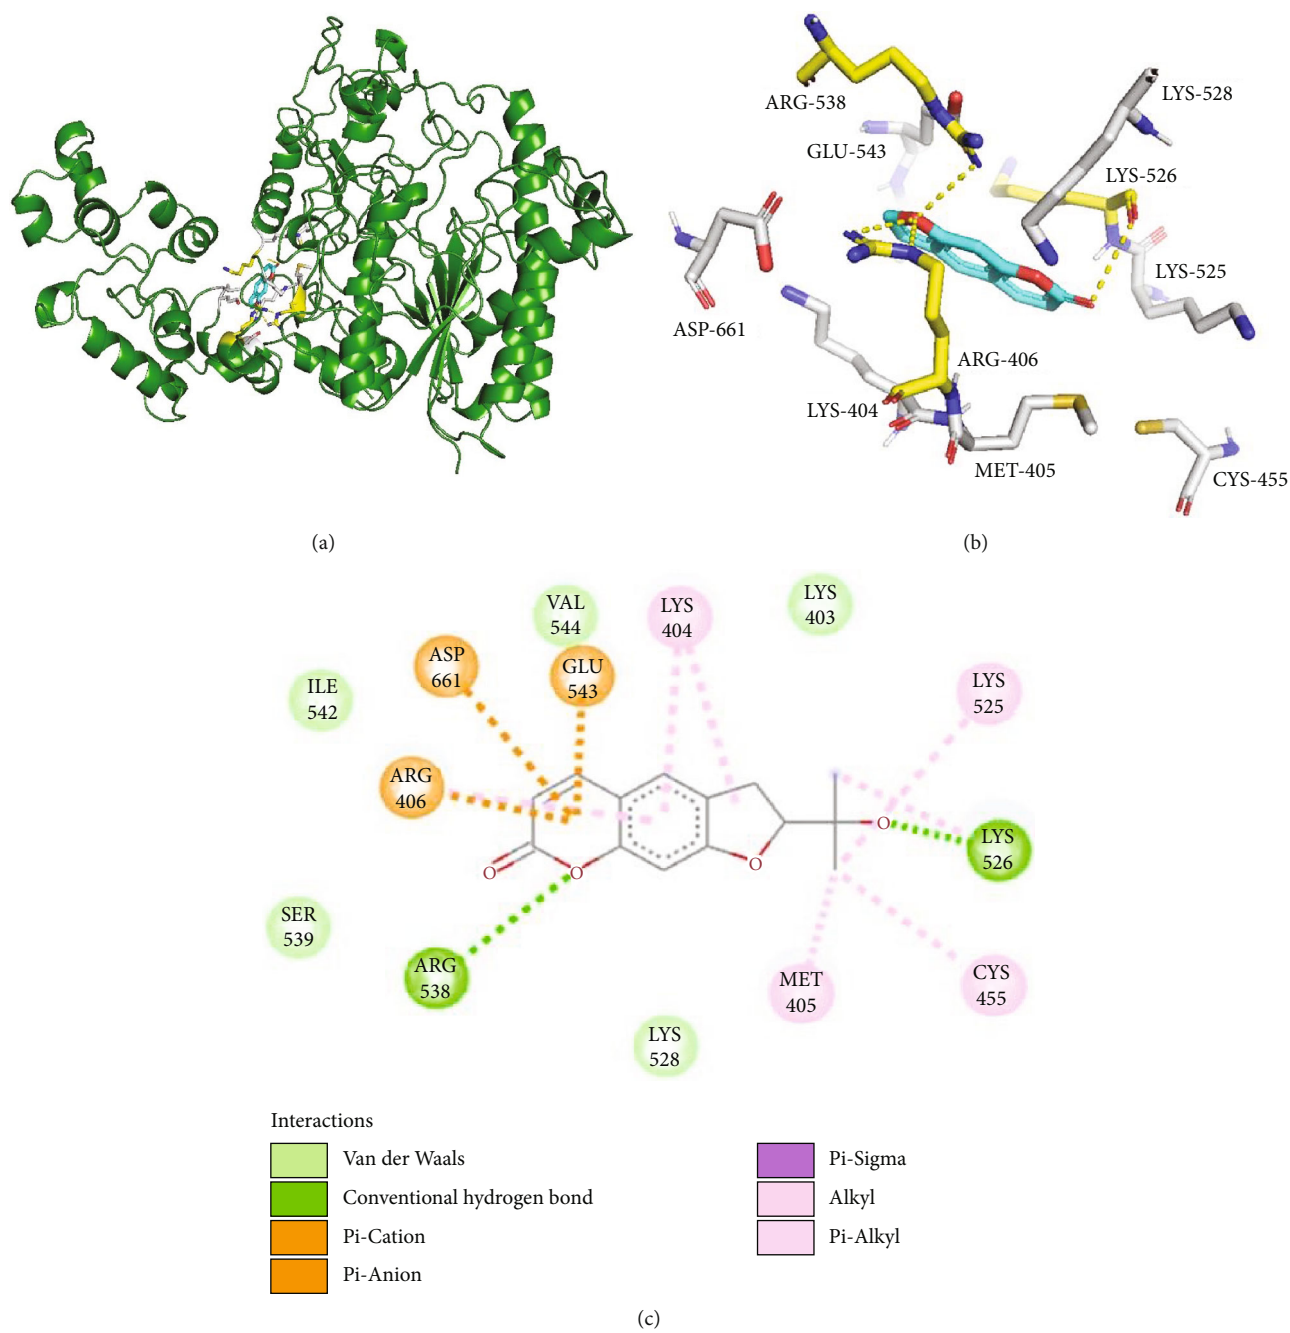 ARG-538
GLU-543
LYS-528
LYS-526
LYS-525
ASP-661
ARG-406
LYS-404
MET-405
CYS-455
(a)
(b)
VAL
544
LYS
404
LYS
403
ASP
661
GLU
543
ILE
542
LYS
525
ARG
406
O
LYS
526
O
O
O
SER
539
ARG
538
MET
405
CYS
455
LYS
528
Interactions
Van der Waals
Conventional hydrogen bond
Pi-Cation
Pi-Anion
Pi-Sigma
Alkyl
Pi-Alkyl
(c)